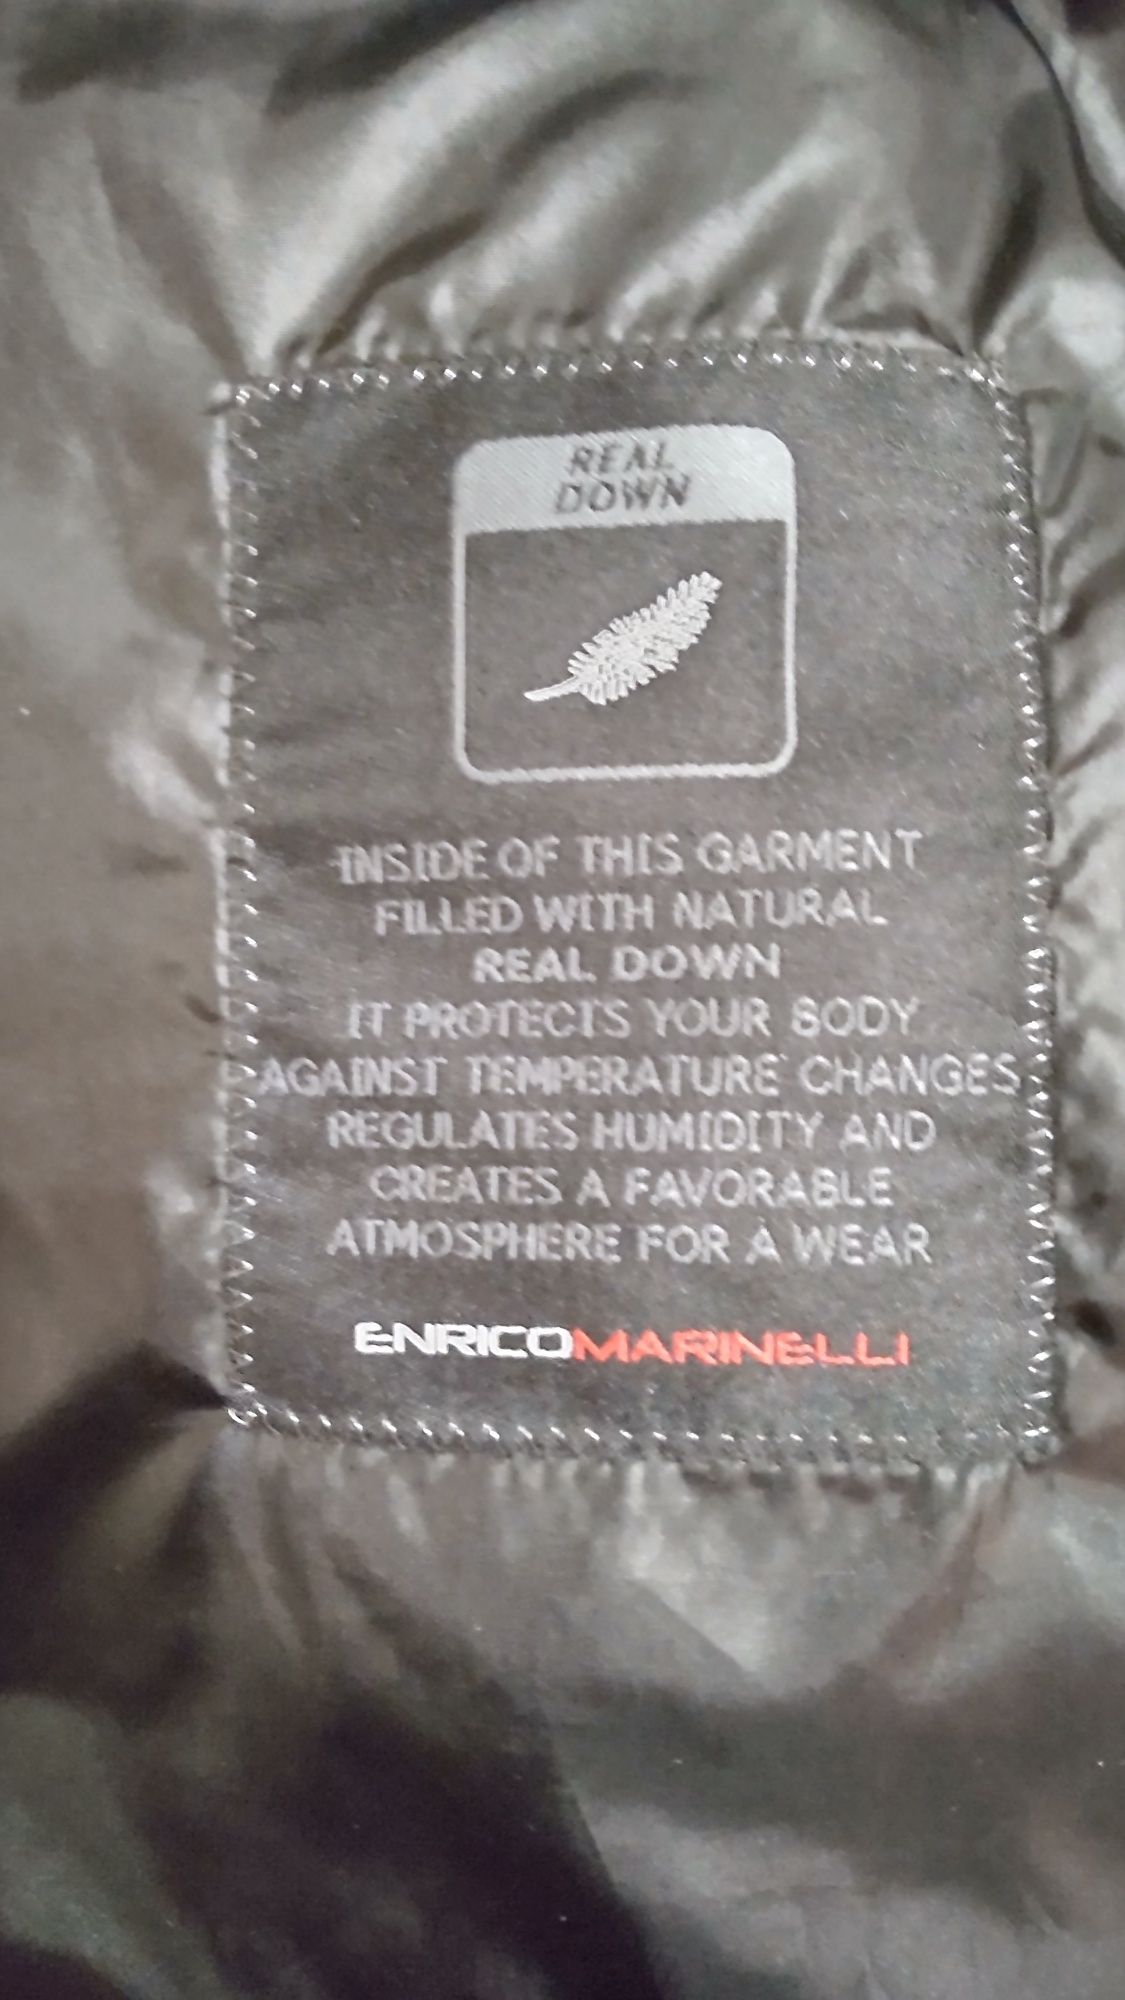 REAL
DOWN
INSIDE OF THIS GARMENT
FILLED WITH NATURAL
REAL DOWN
IT PROTECTS YOUR BODY
AGAINST TEMPERATURE CHANGES
REGULATES HUMIDITY AND
CREATES A FAVORABLE
ATMOSPHERE FOR A WEAR
ENRICOMARINELLI